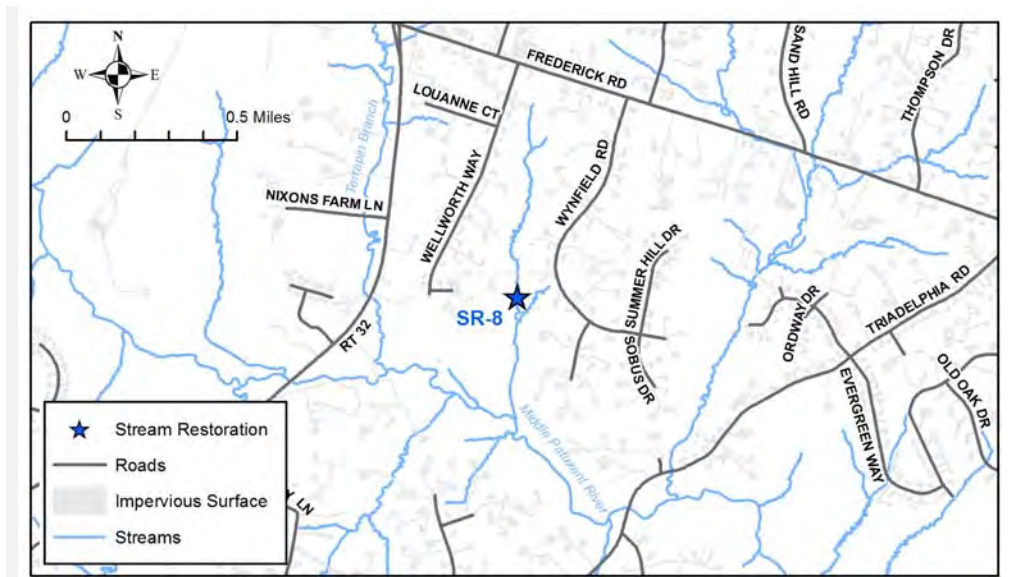 N
W E
S
0 0.5 Miles
FREDERICK RD
SAND HILL RD
THOMPSON DR
LOUANNE CT
Terrapin Branch
NIXONS FARM LN
WELLWORTH WAY
WYNFIELD RD
SUMMER HILL DR
SOBUS DR
SR-8
RT 32
ORDWAY DR
TRIADELPHIA RD
OLD OAK DR
EVERGREEN WAY
Middle Patuxent River
Stream Restoration
Roads
Impervious Surface
Streams
LN